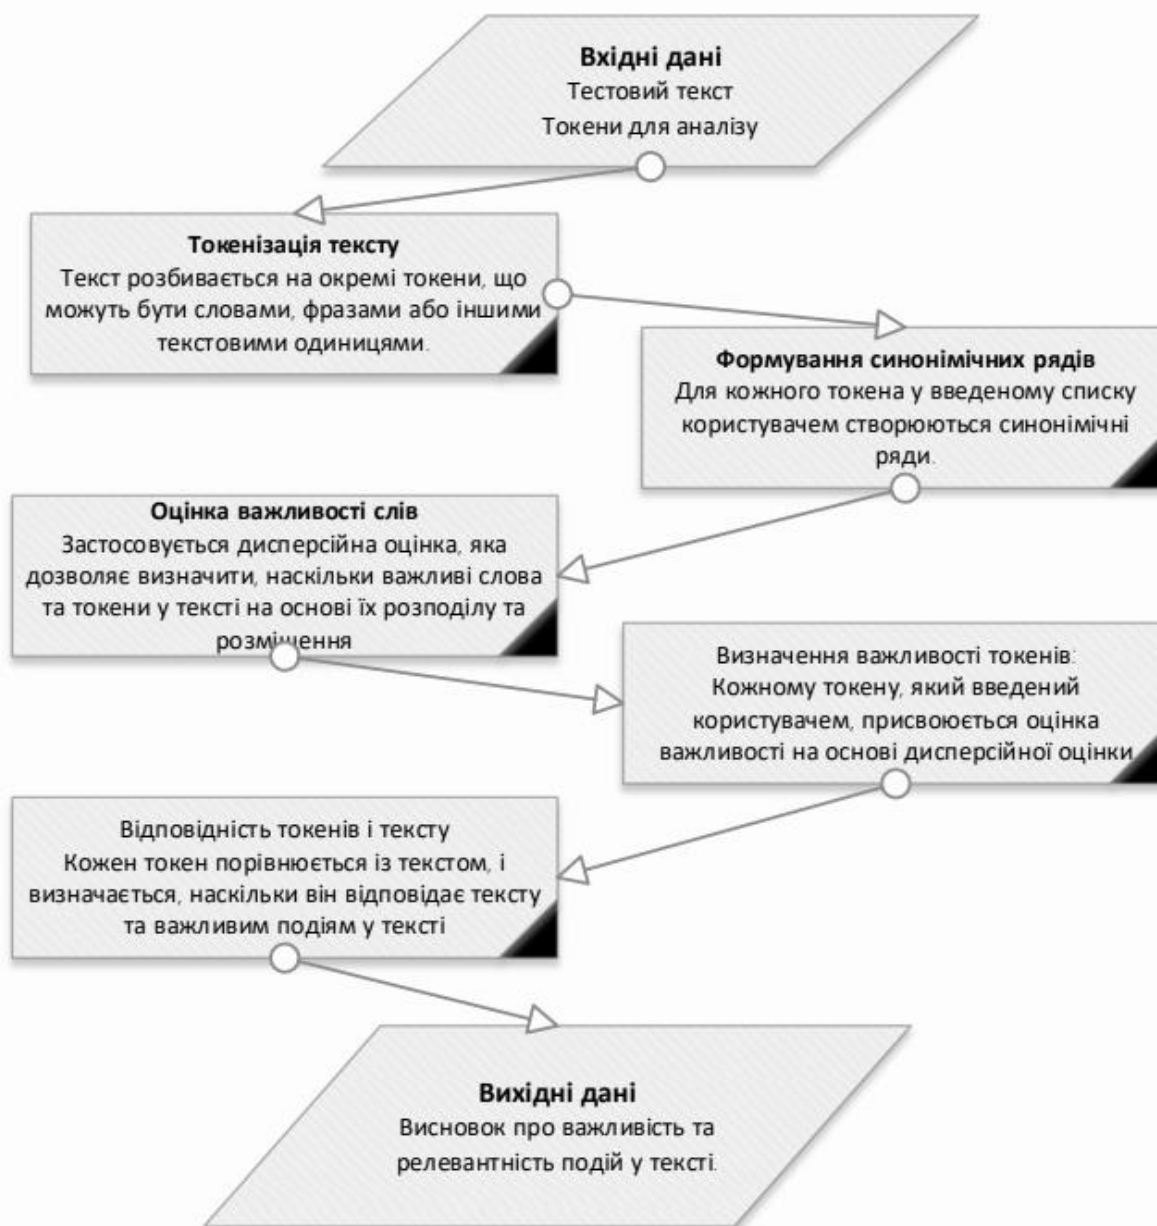 Вхідні дані
Тестовий текст
Токени для аналізу
Токенізація тексту
Текст розбивається на окремі токени, що
можуть бути словами, фразами або іншими
текстовими одиницями.
Формування синонімічних рядів
Для кожного токена у введеному списку
користувачем створюються синонімічні
ряди.
Оцінка важливості слів
Застосовується дисперсійна оцінка, яка
дозволяє визначити, наскільки важливі слова
та токени у тексті на основі їх розподілу та
розміщення
Визначення важливості токенів:
Кожному токену, який введений
користувачем, присвоюється оцінка
важливості на основі дисперсійної оцінки
Відповідність токенів і тексту
Кожен токен порівнюється із текстом, і
визначається, наскільки він відповідає тексту
та важливим подіям у тексті
Вихідні дані
Висновок про важливість та
релевантність подій у тексті.